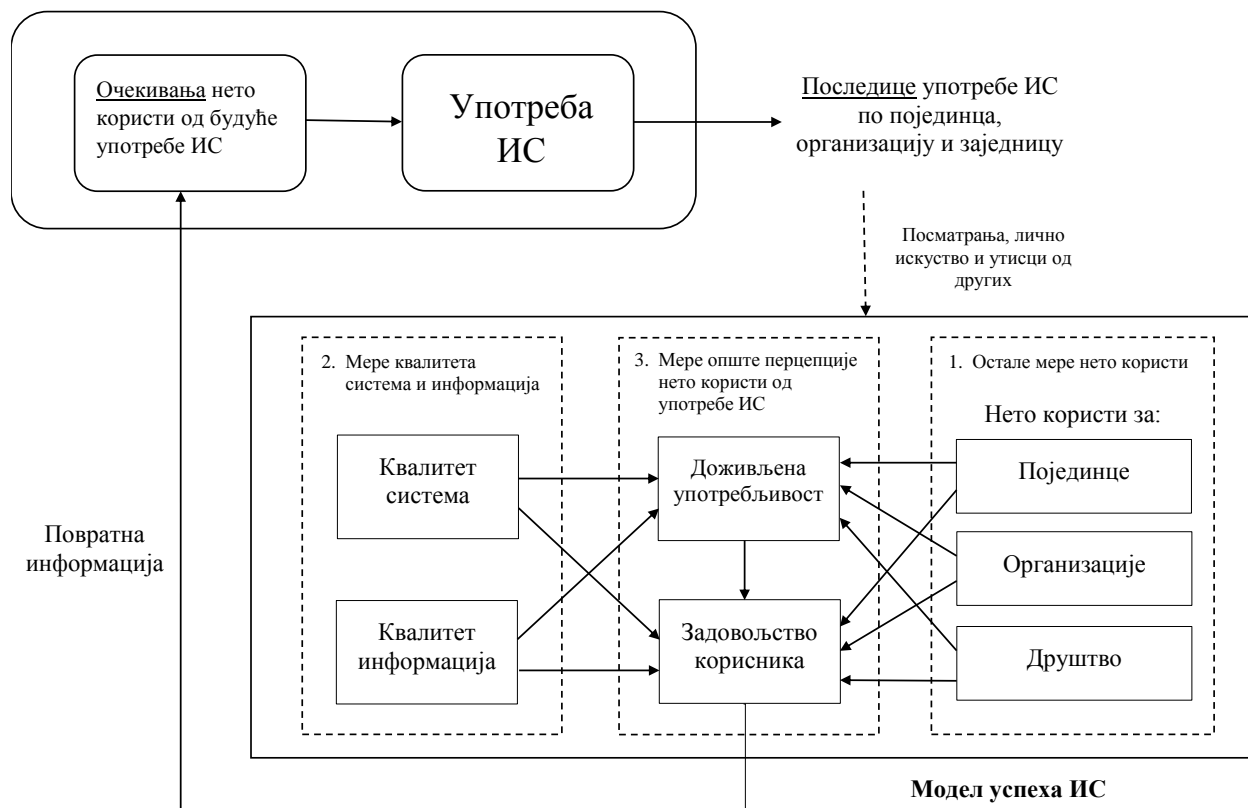 Очекивања нето
користи од будуће
употребе ИС
Употреба
ИС
Последице употребе ИС
по појединца,
организацију и заједницу
Посматрања, лично
искуство и утисци од
других
2. Мере квалитета
система и информација
3. Мере опште перцепције
нето користи од
употребе ИС
1. Остале мере нето користи
Нето користи за:
Квалитет
система
Доживљена
употребљивост
Појединце
Повратна
информација
Организације
Квалитет
информација
Задовољство
корисника
Друштво
Модел успеха ИС